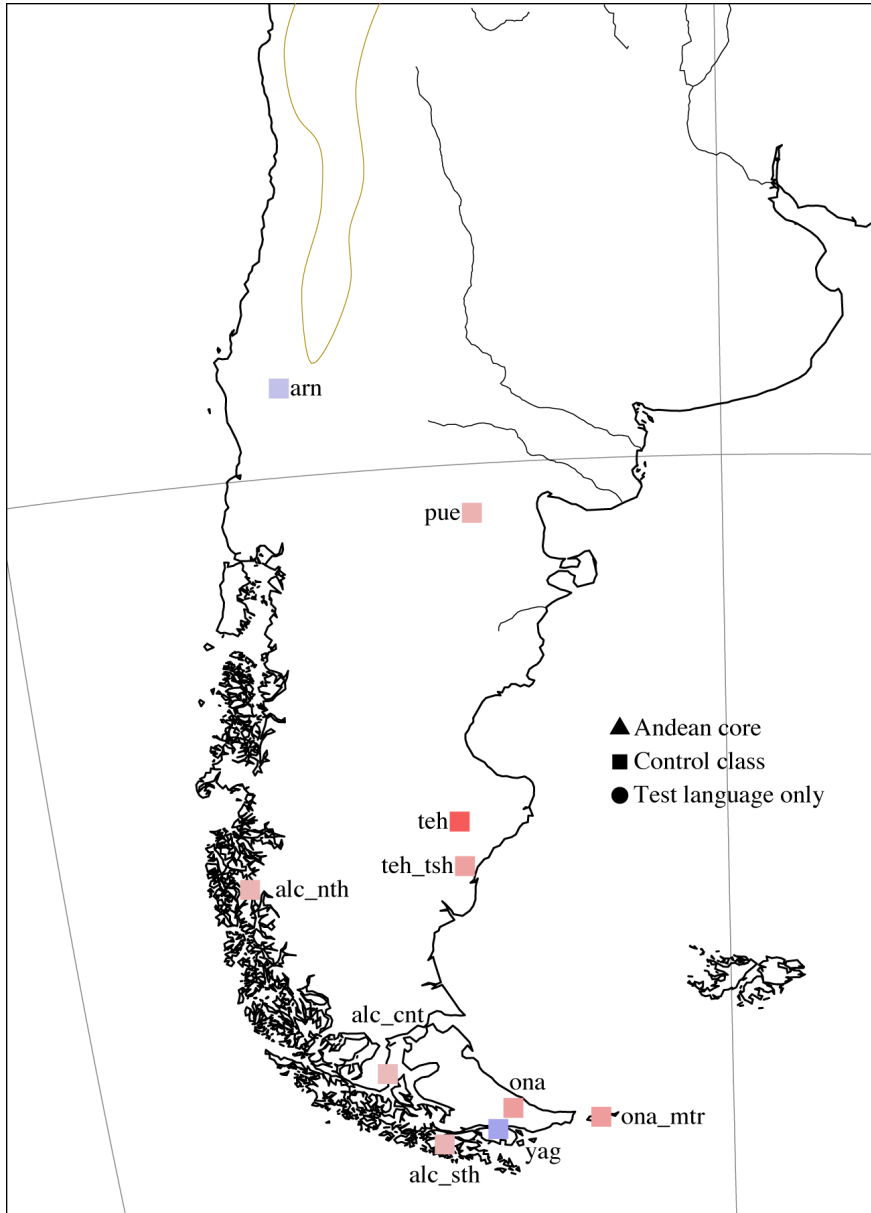 arn
pue
Andean core
Control class
Test language only
teh
teh_tsh
alc_nth
alc_cnt
ona
ona_mtr
yag
alc_sth